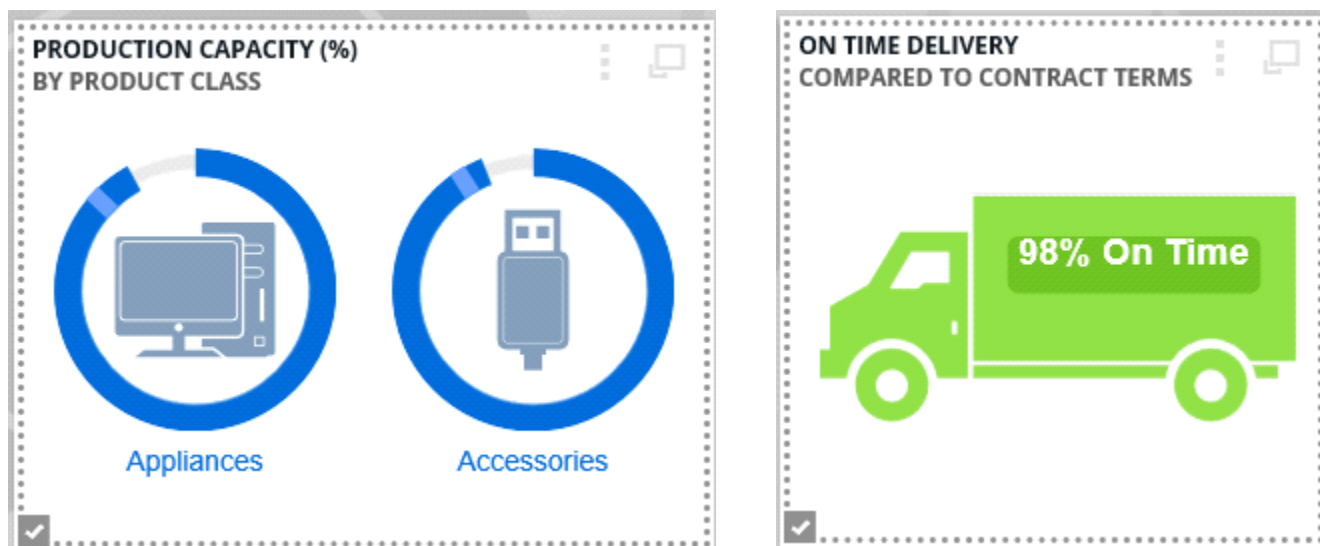 PRODUCTION CAPACITY (%)
BY PRODUCT CLASS
Appliances
Accessories
ON TIME DELIVERY
COMPARED TO CONTRACT TERMS
98% On Time